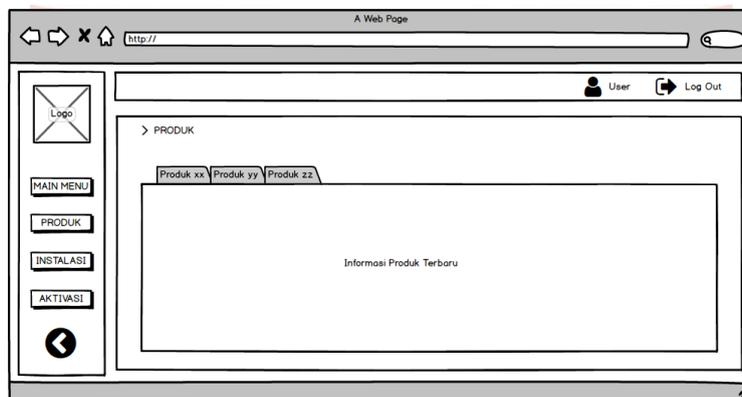 A Web Page
http://
User
Log Out
Logo
> PRODUK
Produk xx
Produk yy
Produk zz
MAIN MENU
PRODUK
INSTALASI
AKTIVASI
Informasi Produk Terbaru